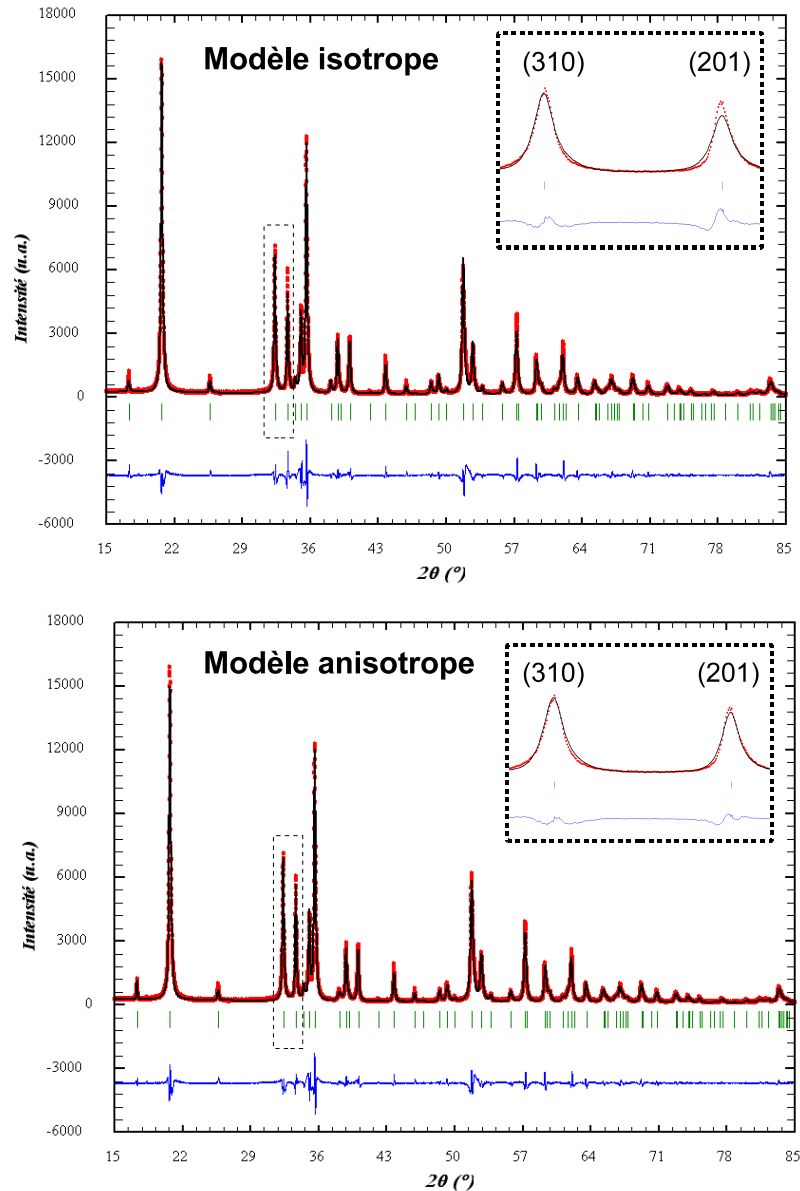 18000
Modèle isotrope
(310) (201)
15000
12000
9000
6000
3000
0
-3000
-6000
Intensité (u.a.)
15 22 29 36 43 50 57 64 71 78 85
2θ (°)
18000
Modèle anisotrope
(310) (201)
15000
12000
9000
6000
3000
0
-3000
-6000
Intensité (u.a.)
15 22 29 36 43 50 57 64 71 78 85
2θ (°)